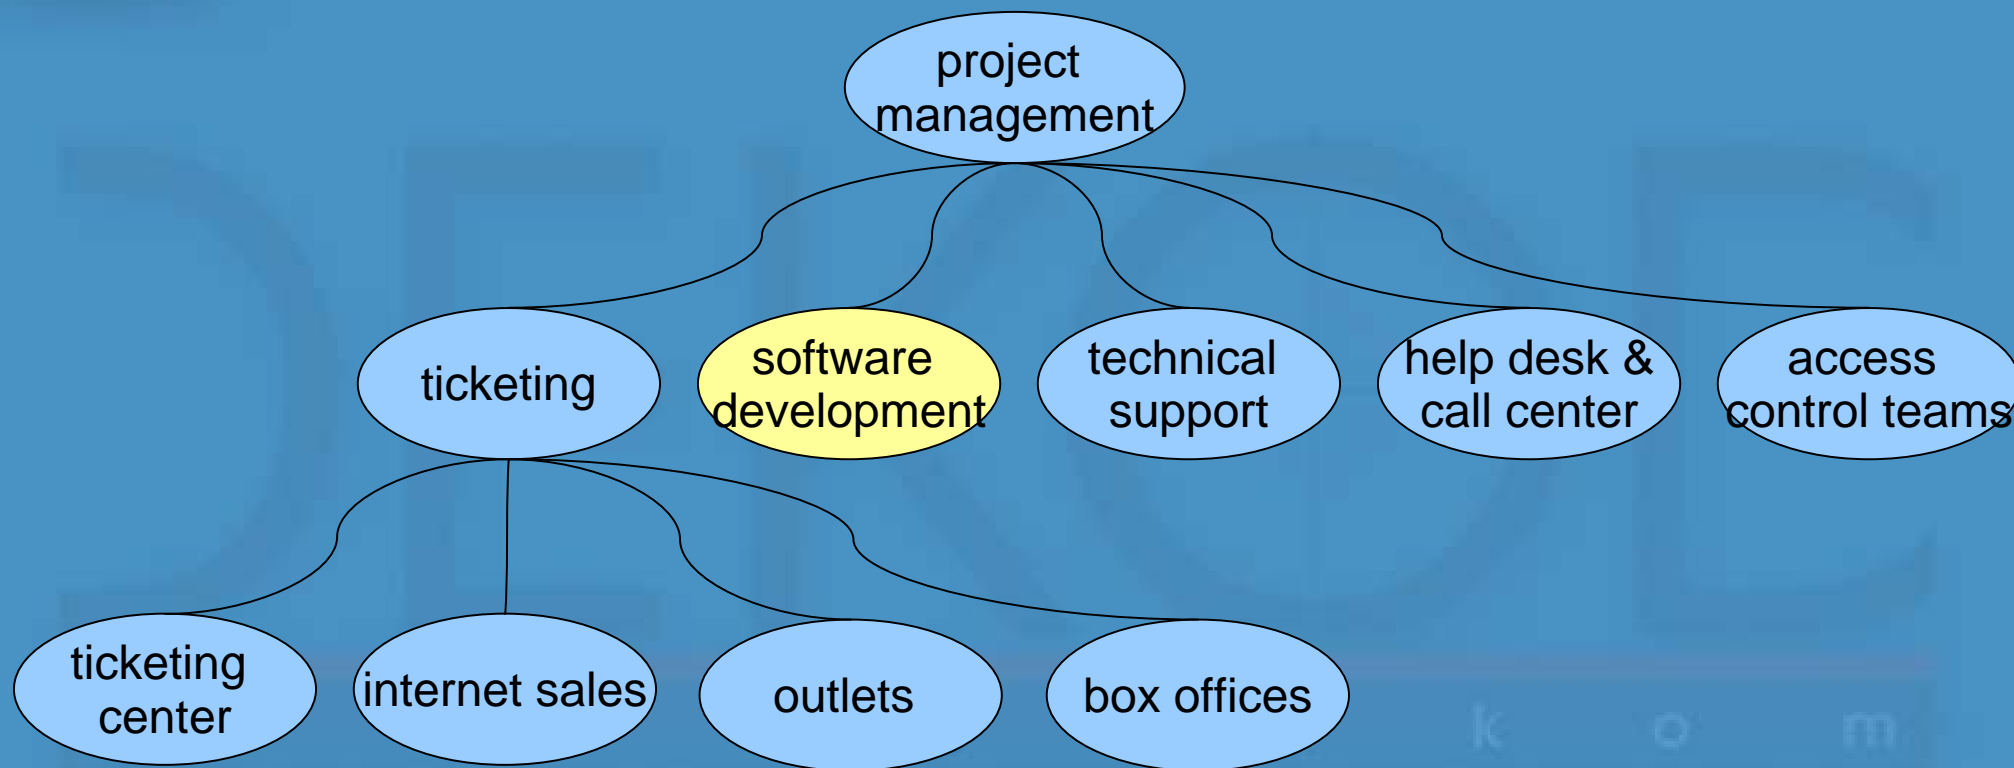 project
management
ticketing
software
development
technical
support
help desk &
call center
access
control teams
ticketing
center
internet sales
outlets
box offices
k o m